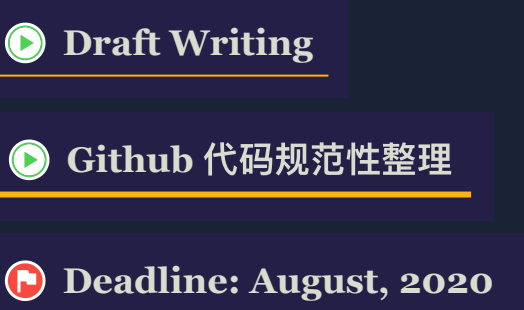 Draft Writing
Github 代码规范性整理
Deadline: August, 2020